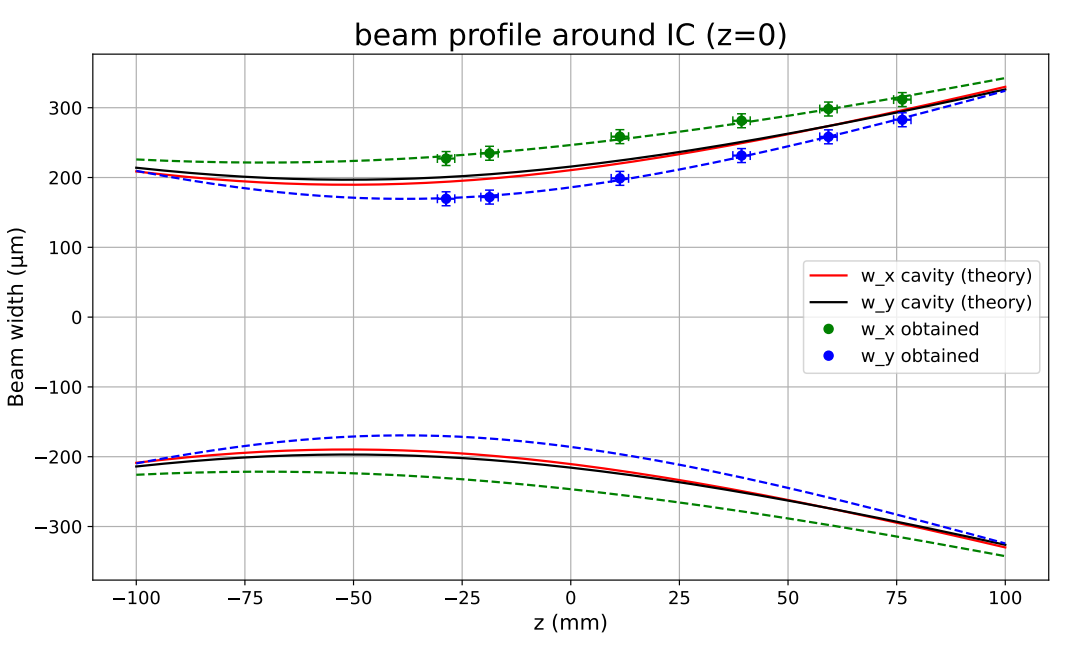 beam profile around IC (z=0)
Beam width (µm)
300
200
100
0
−100
−200
−300
w_x cavity (theory)
w_y cavity (theory)
w_x obtained
w_y obtained
−100 −75 −50 −25 0 25 50 75 100
z (mm)